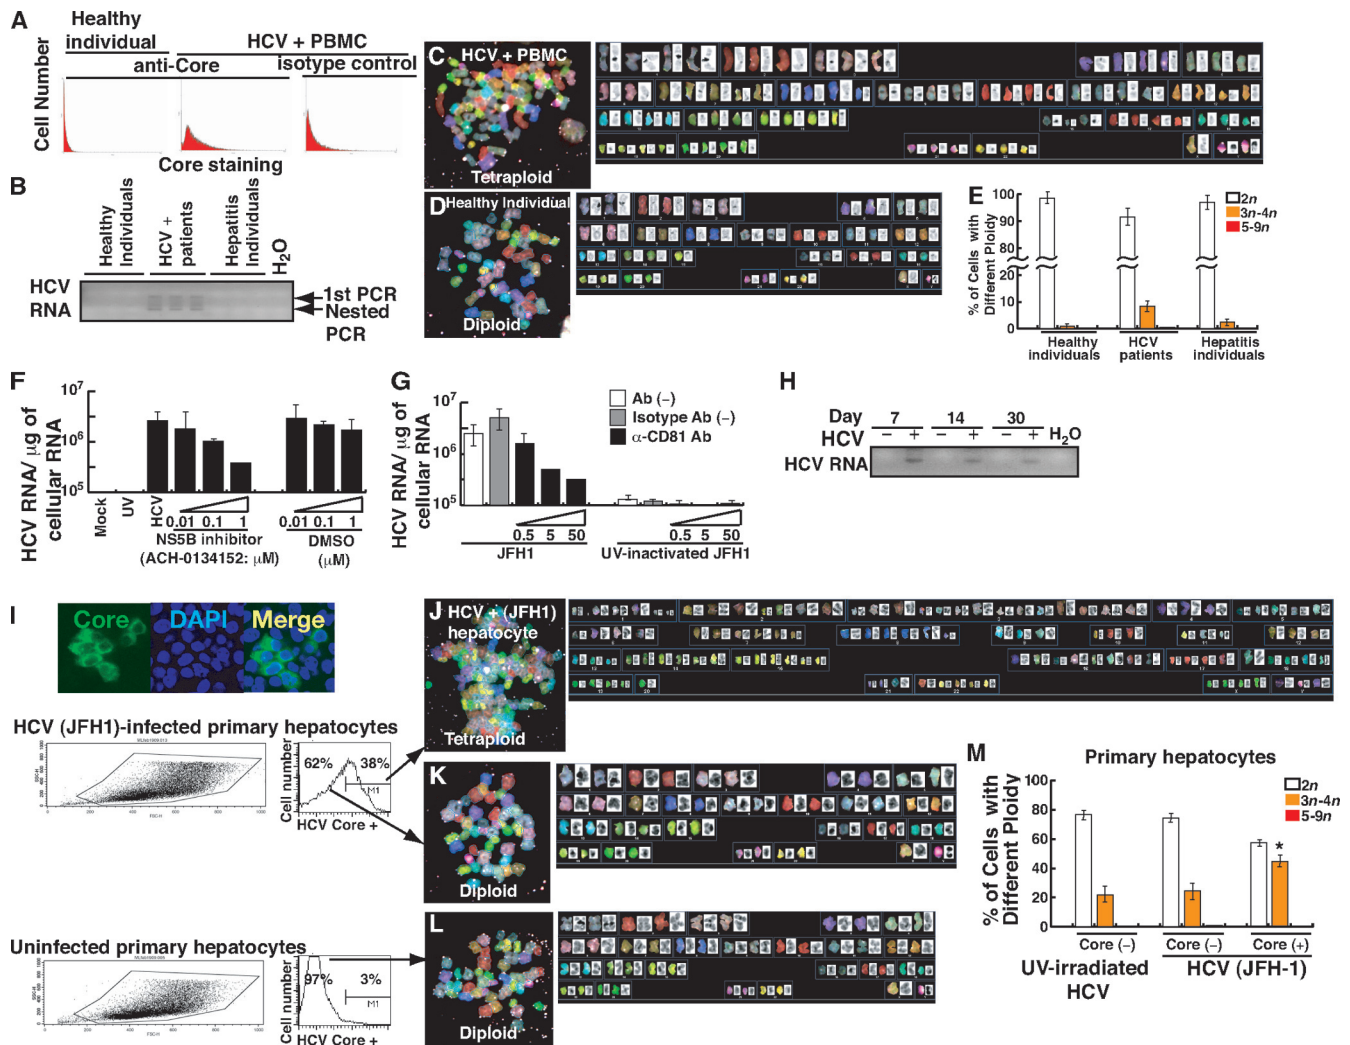 A
Healthy
individual
HCV + PBMC
anti-Core
isotype control
Cell Number
Core staining
B
Healthy
Individuals
HCV +
patients
Hepatitis
Individuals
H2O
HCV
RNA
1st PCR
Nested
PCR
C
HCV + PBMC
Tetraploid
D
Healthy Individual
Diploid
E
% of Cells with
Different Ploidy
100
90
80
20
10
0
2n
3n-4n
5-9n
Healthy
individuals
HCV
patients
Hepatitis
individuals
F
HCV RNA/ μg of
cellular RNA
10^7
10^6
10^5
Mock
UV
HCV
0.01 0.1 1
NS5B inhibitor
(ACH-0134152: μM)
0.01 0.1 1
DMSO
(μM)
G
HCV RNA/ μg of
cellular RNA
10^7
10^6
10^5
Ab (–)
Isotype Ab (–)
α-CD81 Ab
0.5 5 50
JFH1
0.5 5 50
UV-inactivated JFH1
H
Day 7 14 30
HCV – + – + – + H2O
HCV RNA
I
Core
DAPI
Merge
HCV (JFH1)-infected primary hepatocytes
SSC-H
FSC-H
Cell number
62%
38%
M1
HCV Core +
Uninfected primary hepatocytes
SSC-H
FSC-H
Cell number
97%
3%
M1
HCV Core +
J
HCV + (JFH1)
hepatocyte
Tetraploid
K
Diploid
L
Diploid
M
Primary hepatocytes
% of Cells with
Different Ploidy
100
80
60
40
20
0
2n
3n-4n
5-9n
*
Core (–)
Core (–)
Core (+)
UV-irradiated
HCV
HCV (JFH-1)